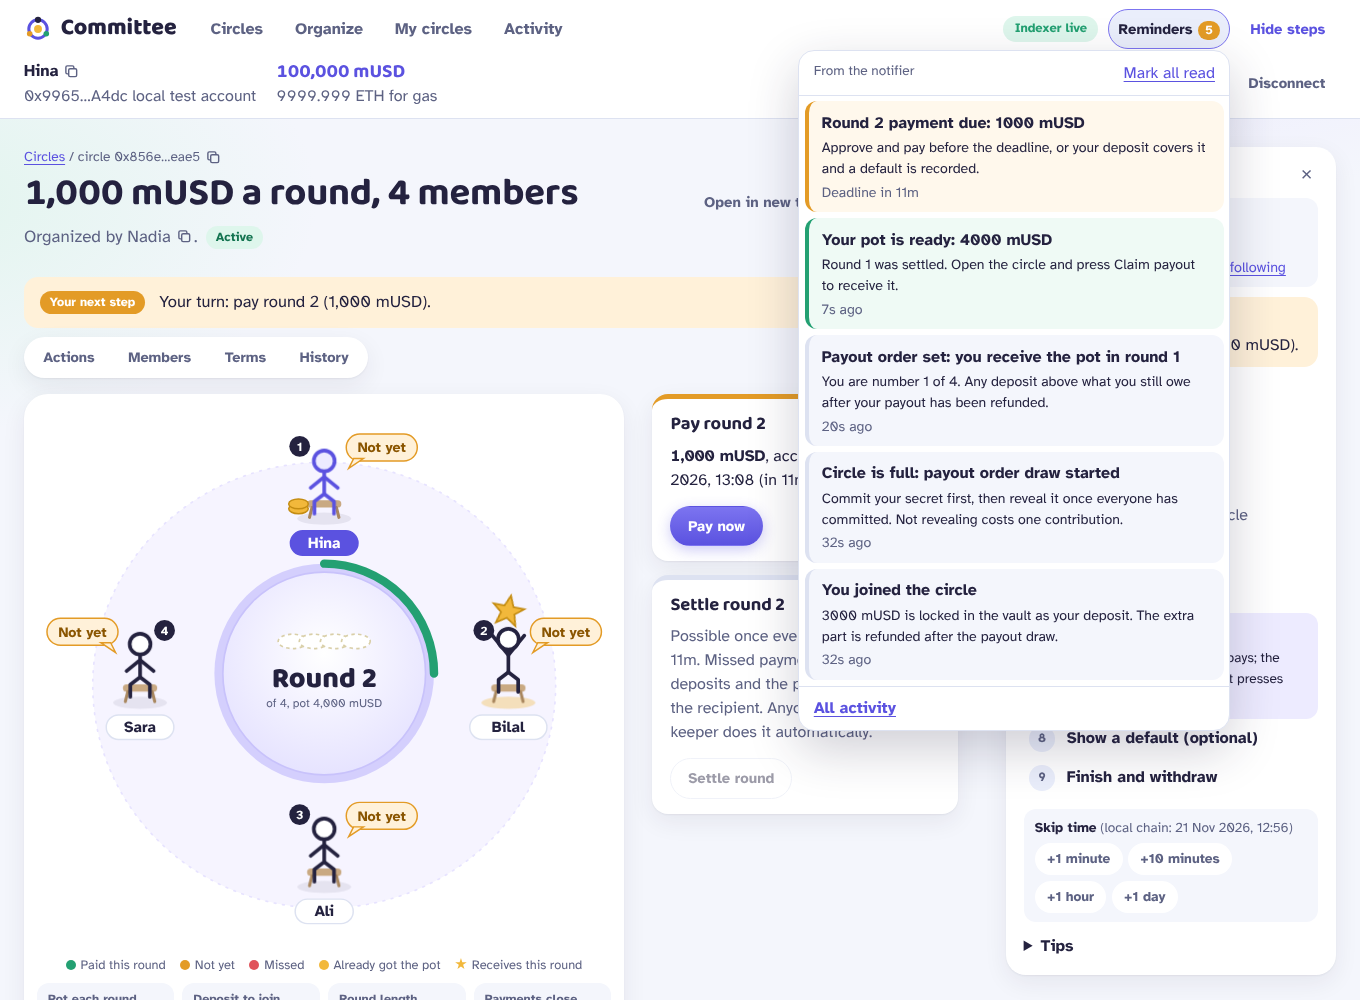 Committee
Circles
Organize
My circles
Activity
Indexer live
Reminders 5
Hide steps
Hina
0x9965…A4dc local test account
100,000 mUSD
9999.999 ETH for gas
Disconnect
From the notifier
Mark all read
Round 2 payment due: 1000 mUSD
Approve and pay before the deadline, or your deposit covers it
and a default is recorded.
Deadline in 11m
Your pot is ready: 4000 mUSD
Round 1 was settled. Open the circle and press Claim payout
to receive it.
7s ago
Payout order set: you receive the pot in round 1
You are number 1 of 4. Any deposit above what you still owe
after your payout has been refunded.
20s ago
Circle is full: payout order draw started
Commit your secret first, then reveal it once everyone has
committed. Not revealing costs one contribution.
32s ago
You joined the circle
3000 mUSD is locked in the vault as your deposit. The extra
part is refunded after the payout draw.
32s ago
All activity
Circles / circle 0x856e…eae5
1,000 mUSD a round, 4 members
Organized by Nadia .
Active
Open in new
Your next step
Your turn: pay round 2 (1,000 mUSD).
Actions
Members
Terms
History
1
Not yet
Hina
Not yet
4
Sara
2
Not yet
Bilal
Round 2
of 4, pot 4,000 mUSD
3
Not yet
Ali
Paid this round
Not yet
Missed
Already got the pot
Receives this round
Pot each round
Deposit to join
Round length
Payments close
Pay round 2
1,000 mUSD, acc
2026, 13:08 (in 11m
Pay now
Settle round 2
Possible once eve
11m. Missed payme
deposits and the p
the recipient. Anyo
keeper does it automatically.
Settle round
following
0 mUSD).
cle
pays; the
t presses
8 Show a default (optional)
9 Finish and withdraw
Skip time (local chain: 21 Nov 2026, 12:56)
+1 minute
+10 minutes
+1 hour
+1 day
Tips